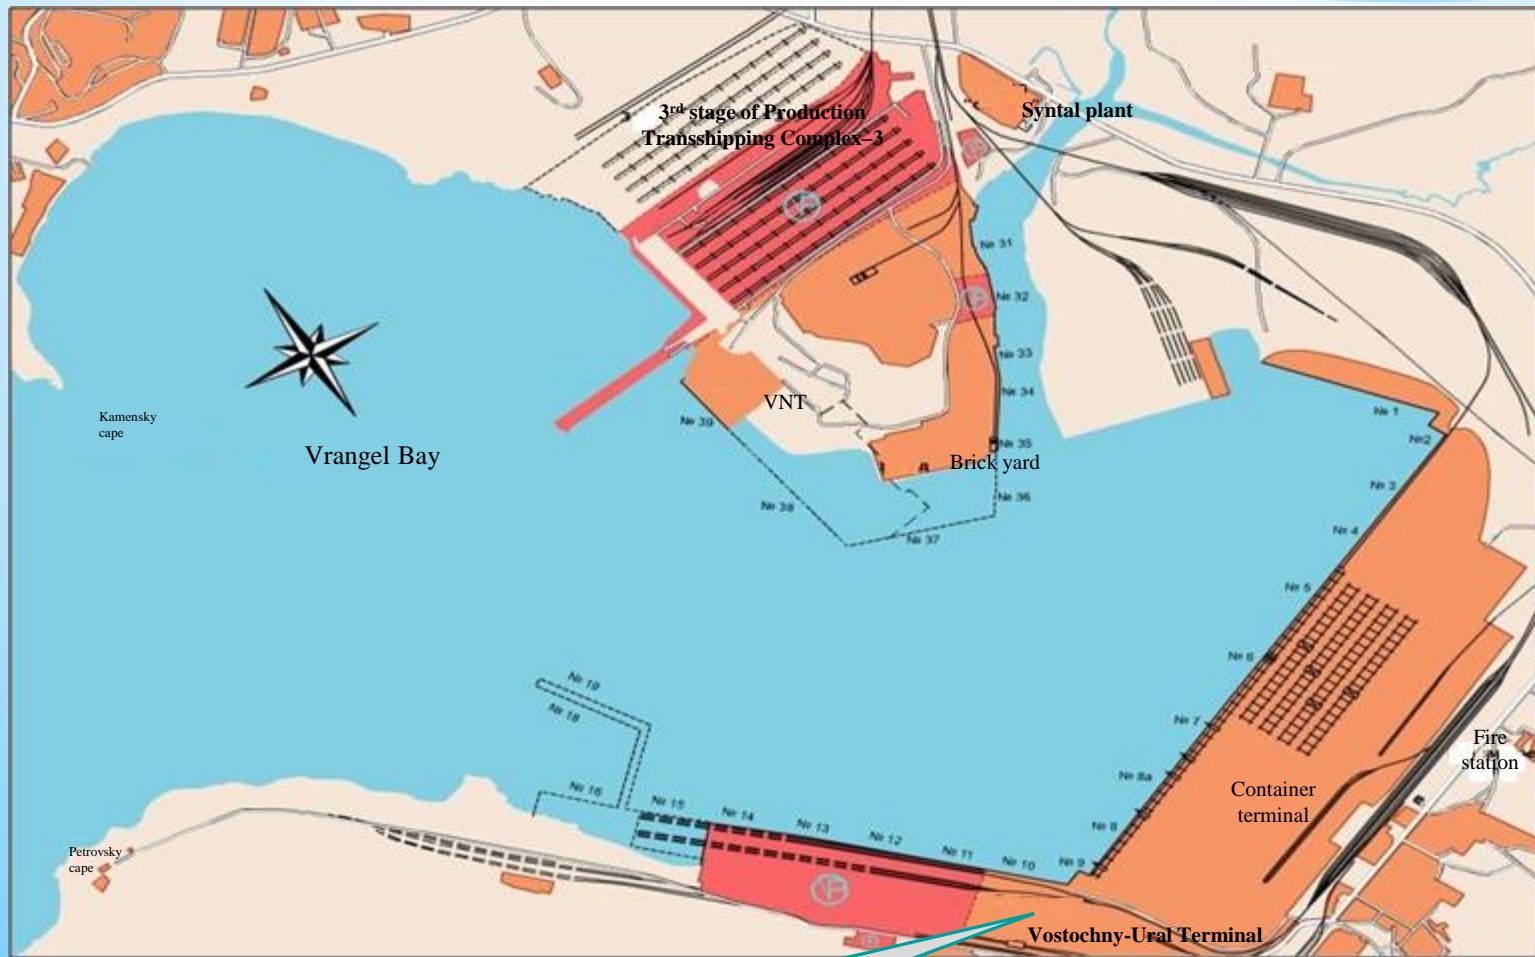 3rd stage of Production
Transshipping Complex–3
Syntal plant
№ 31
№ 32
№ 33
№ 34
№ 35
№ 36
№ 37
№ 38
№ 39
VNT
Brick yard
Kamensky
cape
Vrangel Bay
№ 1
№2
№ 3
№ 4
№ 5
№ 6
№ 7
№ 8a
№ 8
№ 9
№ 10
№ 11
№ 12
№ 13
№ 14
№ 15
№ 16
№ 18
№ 19
Fire
station
Container
terminal
Petrovsky
cape
Vostochny-Ural Terminal